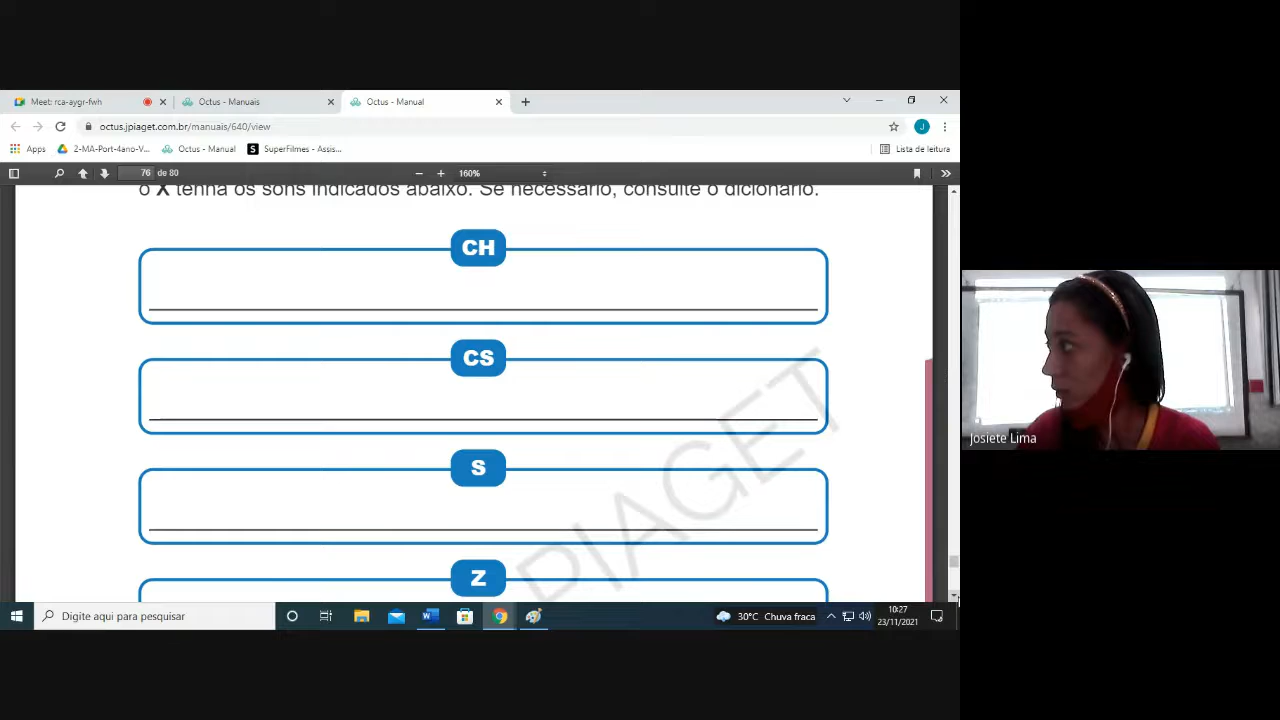 Meet: rca-aygr-fwh
Octus - Manuais
Octus - Manual
octus.jpiaget.com.br/manuais/640/view
Apps
2-MA-Port-4ano-V...
Octus - Manual
S
SuperFilmes - Assis...
Lista de leitura
J
76 de 80
160%
o X tenha os sons indicados abaixo. Se necessário, consulte o dicionário.
CH
CS
S
Z
PIAGET
Josiete Lima
Digite aqui para pesquisar
30°C Chuva fraca
10:27
23/11/2021